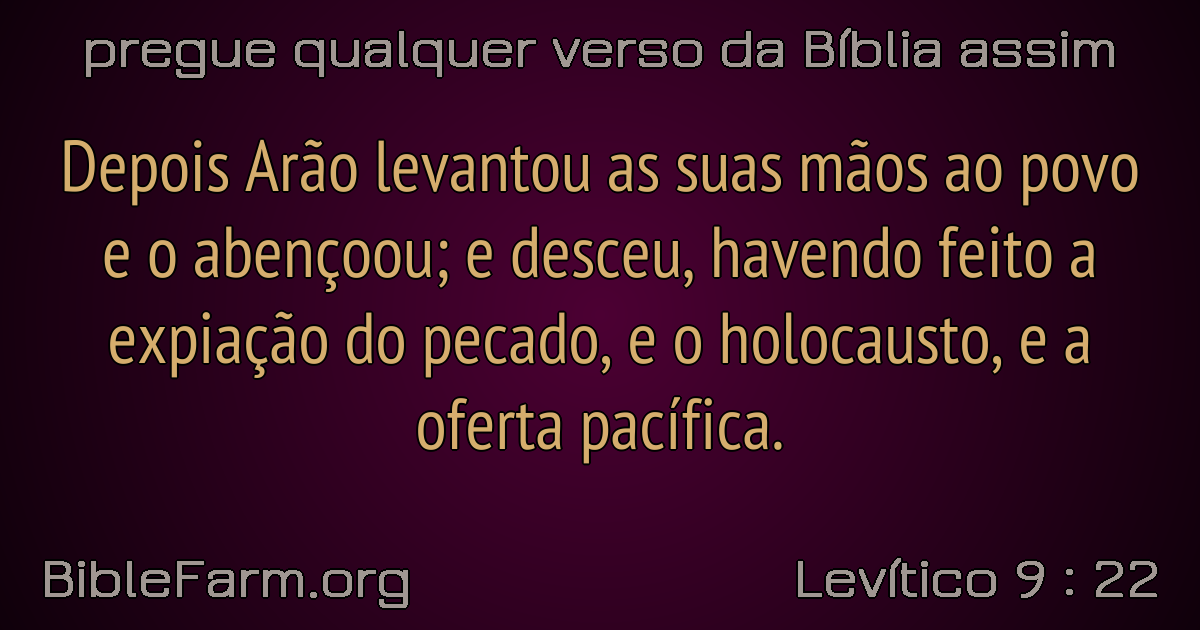 pregue qualquer verso da Bíblia assim
Depois Arão levantou as suas mãos ao povo
e o abençoou; e desceu, havendo feito a
expiação do pecado, e o holocausto, e a
oferta pacífica.
BibleFarm.org
Levítico 9 : 22